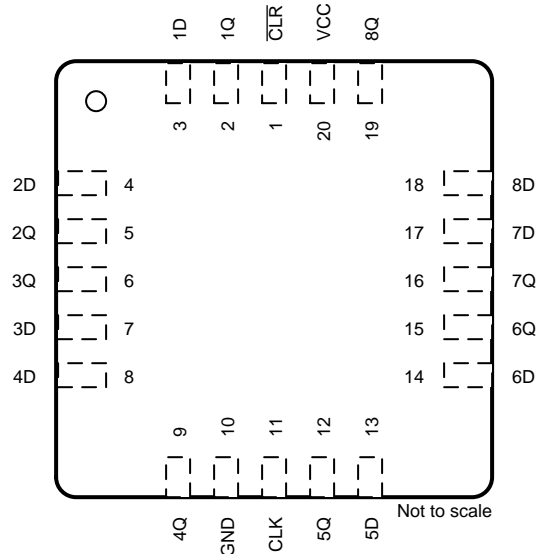 1D 1Q C̅L̅R̅ VCC 8Q
3 2 1 20 19
2D 4 18 8D
2Q 5 17 7D
3Q 6 16 7Q
3D 7 15 6Q
4D 8 14 6D
9 10 11 12 13
4Q GND CLK 5Q 5D
Not to scale